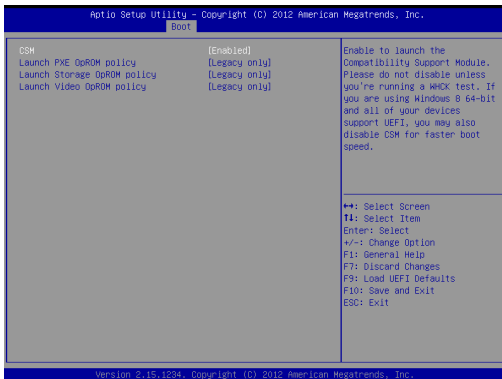 Aptio Setup Utility – Copyright (C) 2012 American Megatrends, Inc.
Boot
CSM [Enabled]
Launch PXE OpROM policy [Legacy only]
Launch Storage OpROM policy [Legacy only]
Launch Video OpROM policy [Legacy only]
Enable to launch the
Compatibility Support Module.
Please do not disable unless
you're running a WHCK test. If
you are using Windows 8 64-bit
and all of your devices
support UEFI, you may also
disable CSM for faster boot
speed.
↔: Select Screen
↑↓: Select Item
Enter: Select
+/-: Change Option
F1: General Help
F7: Discard Changes
F9: Load UEFI Defaults
F10: Save and Exit
ESC: Exit
Version 2.15.1234. Copyright (C) 2012 American Megatrends, Inc.